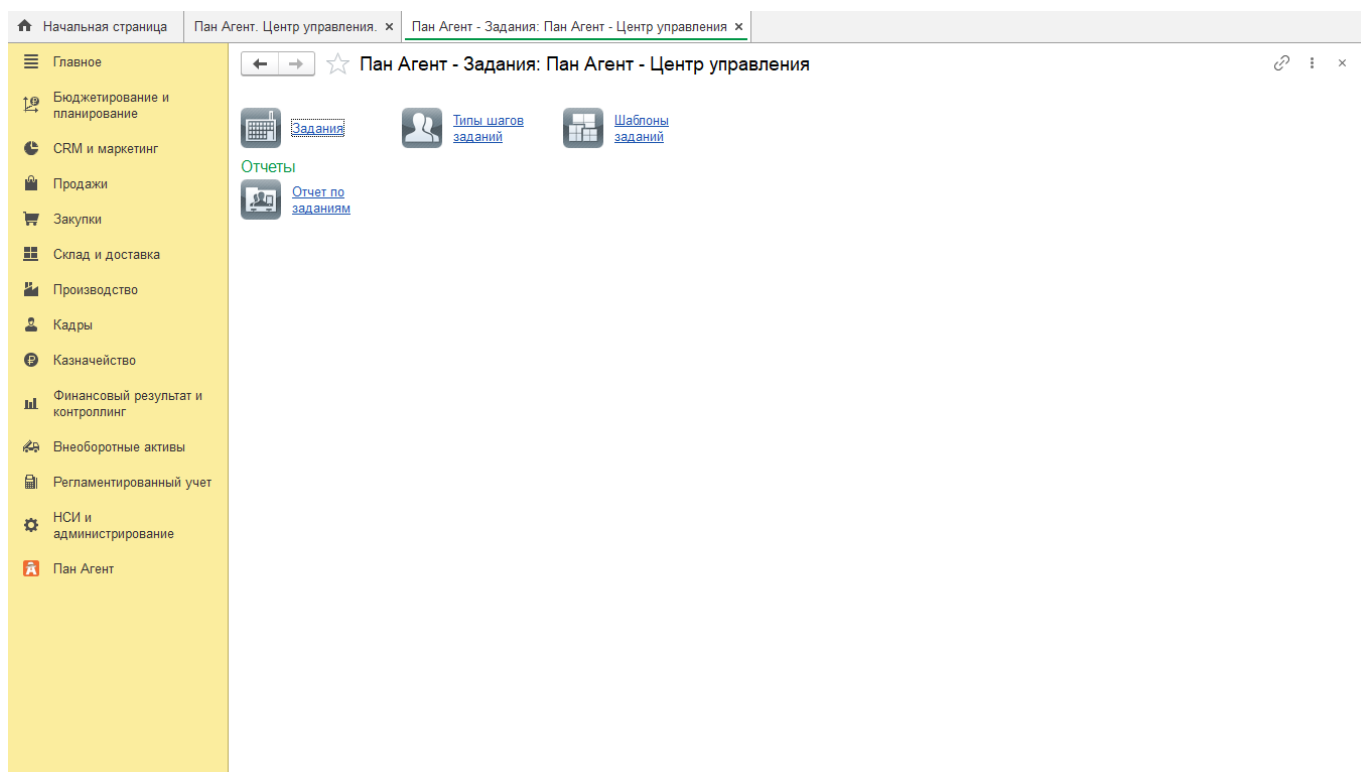 Начальная страница
Пан Агент. Центр управления.
Пан Агент - Задания: Пан Агент - Центр управления
Главное
Бюджетирование и
планирование
CRM и маркетинг
Продажи
Закупки
Склад и доставка
Производство
Кадры
Казначейство
Финансовый результат и
контроллинг
Внеоборотные активы
Регламентированный учет
НСИ и
администрирование
Пан Агент
Пан Агент - Задания: Пан Агент - Центр управления
Задания
Типы шагов
заданий
Шаблоны
заданий
Отчеты
Отчет по
заданиям